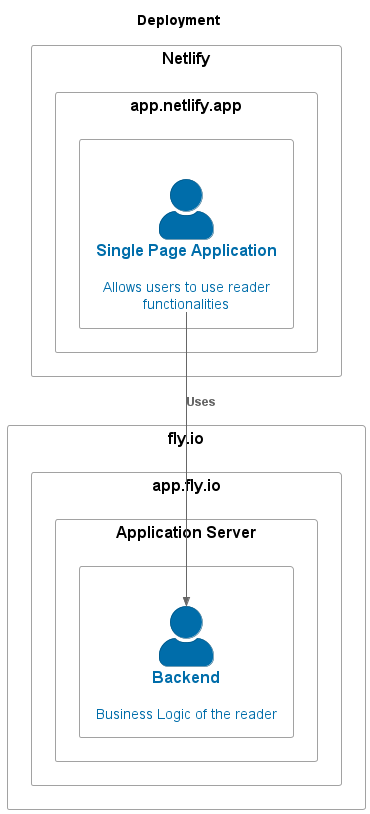 Deployment
Netlify
app.netlify.app
Single Page Application
Allows users to use reader
functionalities
Uses
fly.io
app.fly.io
Application Server
Backend
Business Logic of the reader